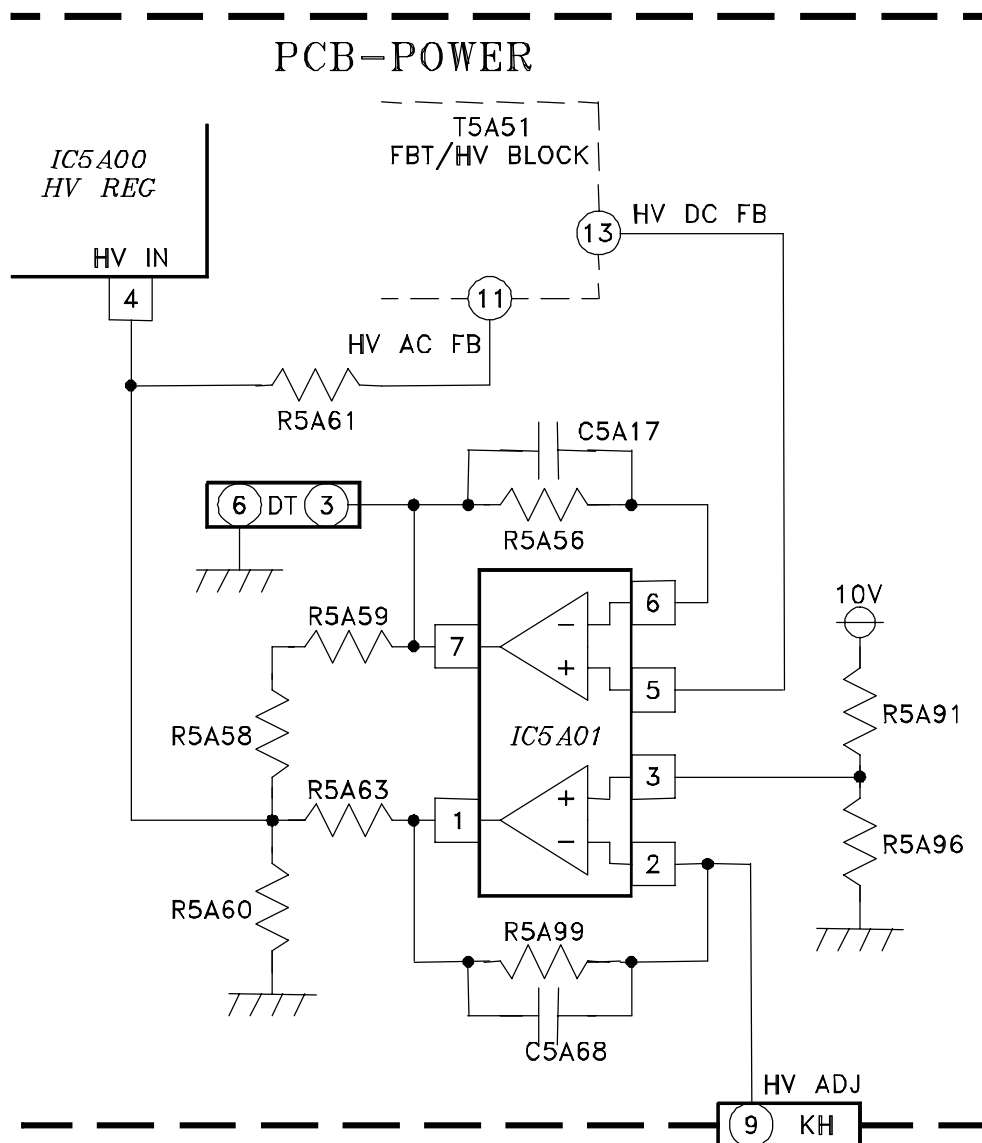 PCB-POWER
T5A51
FBT/HV BLOCK
IC5A00
HV REG
HV IN
4
13
HV DC FB
11
HV AC FB
R5A61
C5A17
6 DT 3
R5A56
10V
R5A59
7
6
5
R5A91
R5A58
IC5A01
3
R5A63
1
2
R5A96
R5A60
R5A99
C5A68
HV ADJ
9 KH